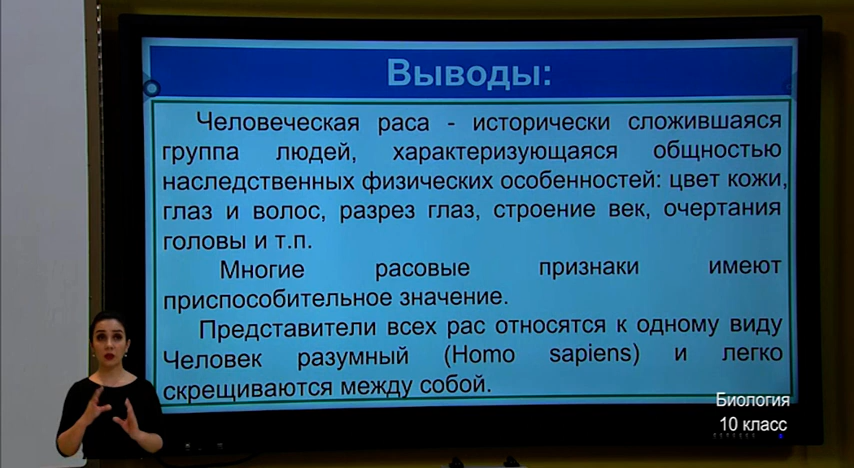 Выводы:
Человеческая раса - исторически сложившаяся
группа людей, характеризующаяся общностью
наследственных физических особенностей: цвет кожи,
глаз и волос, разрез глаз, строение век, очертания
головы и т.п.
Многие расовые признаки имеют
приспособительное значение.
Представители всех рас относятся к одному виду
Человек разумный (Homo sapiens) и легко
скрещиваются между собой.
Биология
10 класс